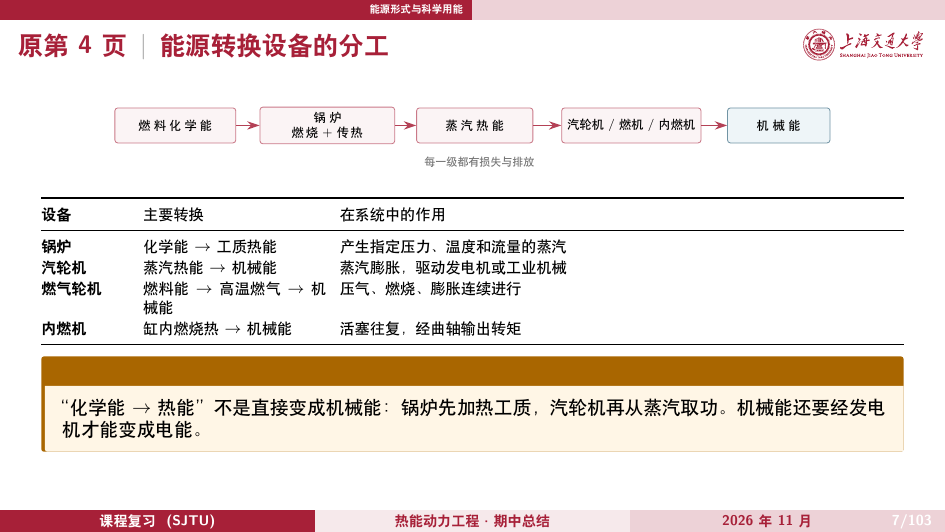 能源形式与科学用能
原第 4 页 | 能源转换设备的分工
上海交通大学
SHANGHAI JIAO TONG UNIVERSITY
燃料化学能
锅炉
燃烧 + 传热
蒸汽热能
汽轮机 / 燃机 / 内燃机
机械能
每一级都有损失与排放
设备 主要转换 在系统中的作用
锅炉 化学能 → 工质热能 产生指定压力、温度和流量的蒸汽
汽轮机 蒸汽热能 → 机械能 蒸汽膨胀，驱动发电机或工业机械
燃气轮机 燃料能 → 高温燃气 → 机 压气、燃烧、膨胀连续进行
械能
内燃机 缸内燃烧热 → 机械能 活塞往复，经曲轴输出转矩
“化学能 → 热能” 不是直接变成机械能：锅炉先加热工质，汽轮机再从蒸汽取功。机械能还要经发电
机才能变成电能。
课程复习 (SJTU) 热能动力工程 · 期中总结 2026 年 11 月 7/103